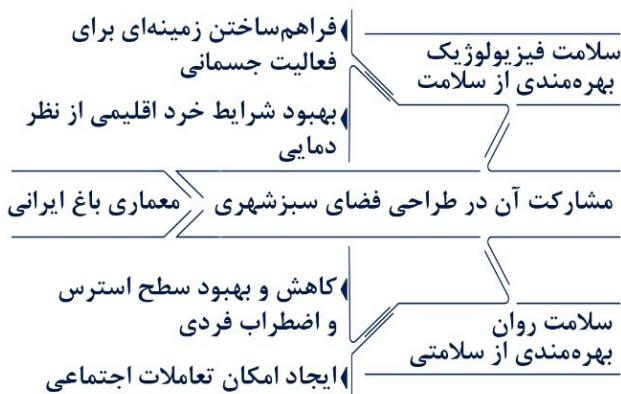 سلامت فیزیولوژیک
بهره‌مندی از سلامت
فراهم‌ساختن زمینه‌ای برای
فعالیت جسمانی
بهبود شرایط خرد اقلیمی از نظر
دمایی
مشارکت آن در طراحی فضای سبزشهری
معماری باغ ایرانی
سلامت روان
بهره‌مندی از سلامتی
کاهش و بهبود سطح استرس
و اضطراب فردی
ایجاد امکان تعاملات اجتماعی